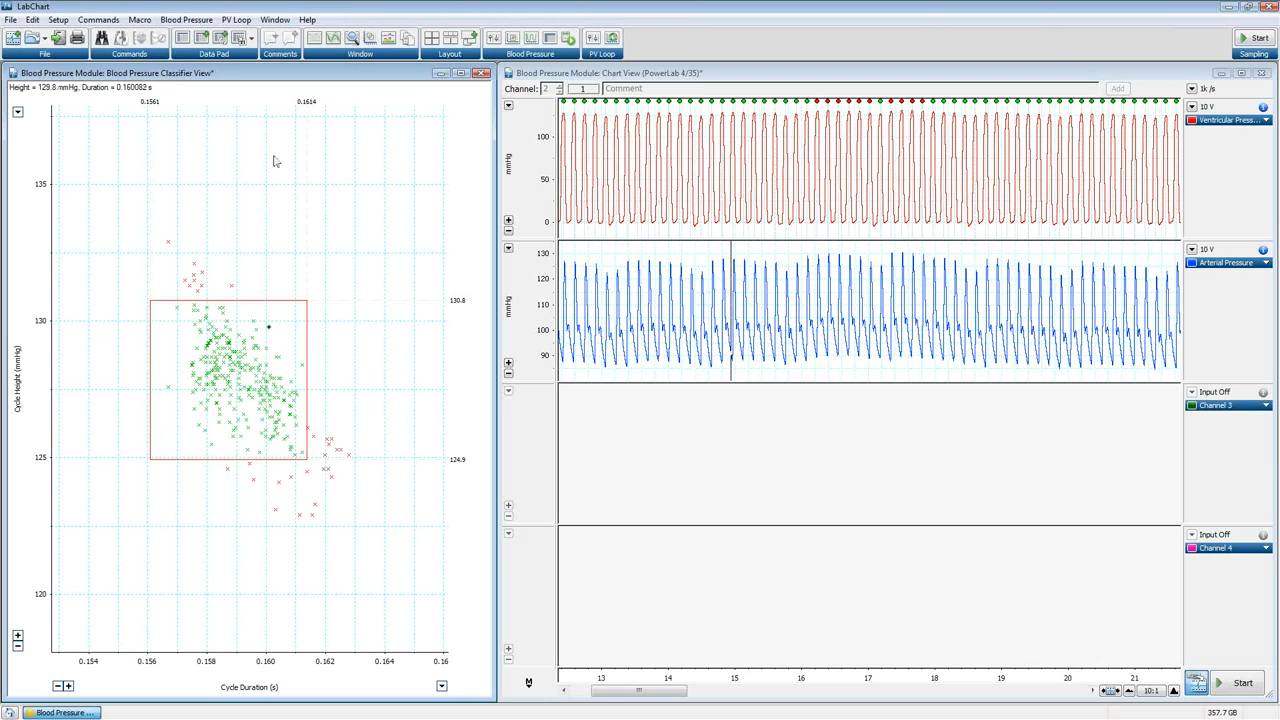 LabChart
File Edit Setup Commands Macro Blood Pressure PV Loop Window Help
Start
File Commands Data Pad Comments Window Layout Blood Pressure PV Loop Sampling
Blood Pressure Module: Blood Pressure Classifier View*
Height = 129.8 mmHg, Duration = 0.160082 s
0.1561 0.1614
135
130
125
120
130.8
124.9
Cycle Height (mmHg)
0.154 0.156 0.158 0.160 0.162 0.164 0.16
Cycle Duration (s)
Blood Pressure Module: Chart View (PowerLab 4/35)*
Channel: 2 1 Comment Add 1k /s
10 V
Ventricular Press...
100
50
0
mmHg
10 V
Arterial Pressure
130
120
110
100
90
mmHg
Input Off
Channel 3
Input Off
Channel 4
13 14 15 16 17 18 19 20 21
M
10:1
Start
Blood Pressure ...
357.7 GB